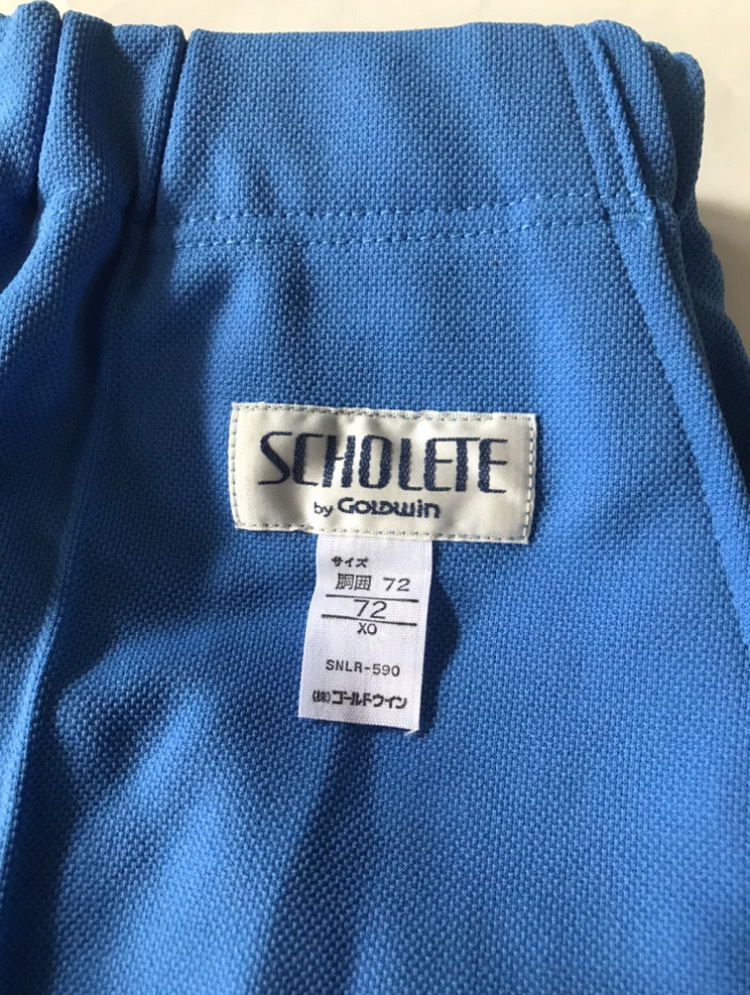 SCHOLETE
by GOLDWIN
サイズ
胴囲 72
72
XO
SNLR-590
(株)ゴールドウイン